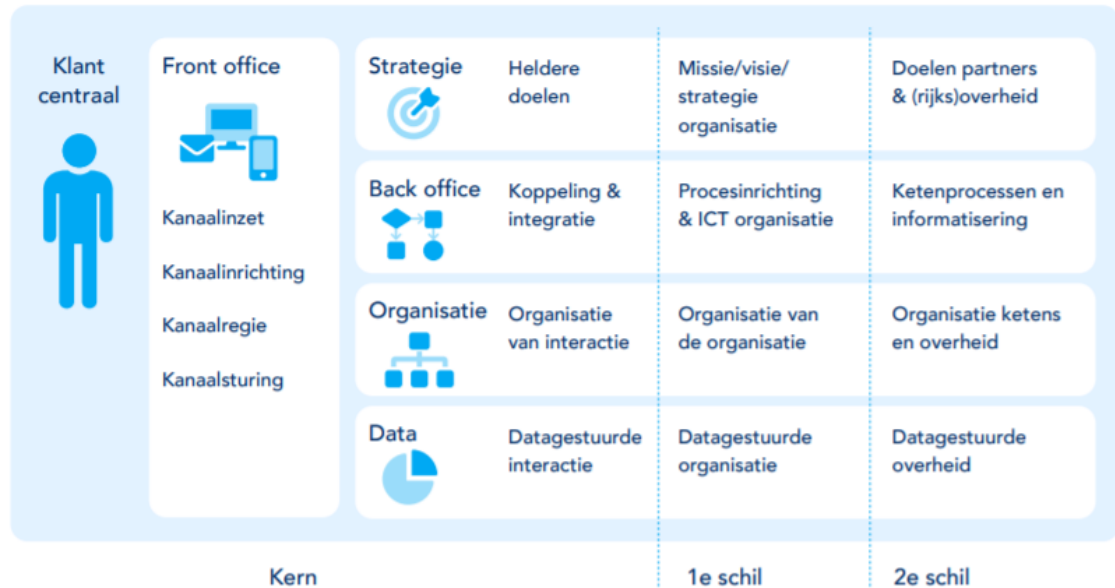 Klant
centraal
Front office
Kanaalinzet
Kanaalinrichting
Kanaalregie
Kanaalsturing
Strategie
Heldere
doelen
Missie/visie/
strategie
organisatie
Doelen partners
& (rijks)overheid
Back office
Koppeling &
integratie
Procesinrichting
& ICT organisatie
Ketenprocessen en
informatisering
Organisatie
Organisatie
van interactie
Organisatie van
de organisatie
Organisatie ketens
en overheid
Data
Datagestuurde
interactie
Datagestuurde
organisatie
Datagestuurde
overheid
Kern
1e schil
2e schil